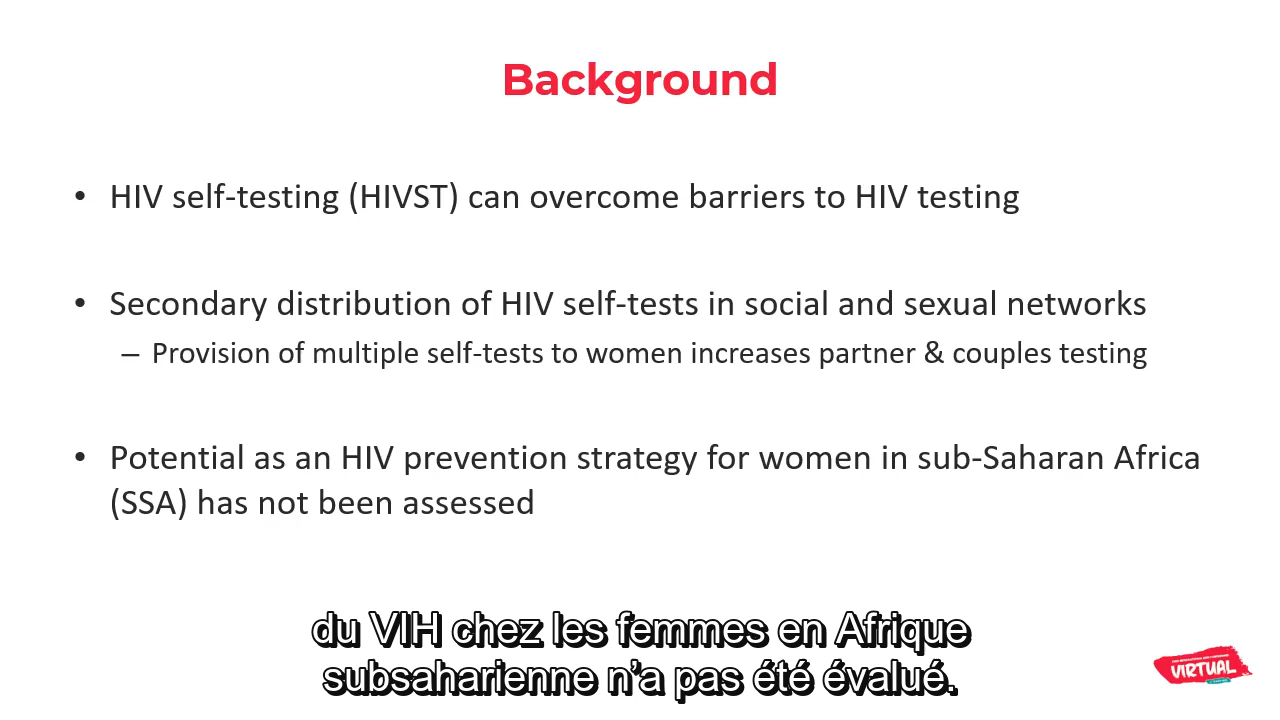 Background
• HIV self-testing (HIVST) can overcome barriers to HIV testing
• Secondary distribution of HIV self-tests in social and sexual networks
– Provision of multiple self-tests to women increases partner & couples testing
• Potential as an HIV prevention strategy for women in sub-Saharan Africa
(SSA) has not been assessed
du VIH chez les femmes en Afrique
subsaharienne n'a pas été évalué.
VIRTUAL